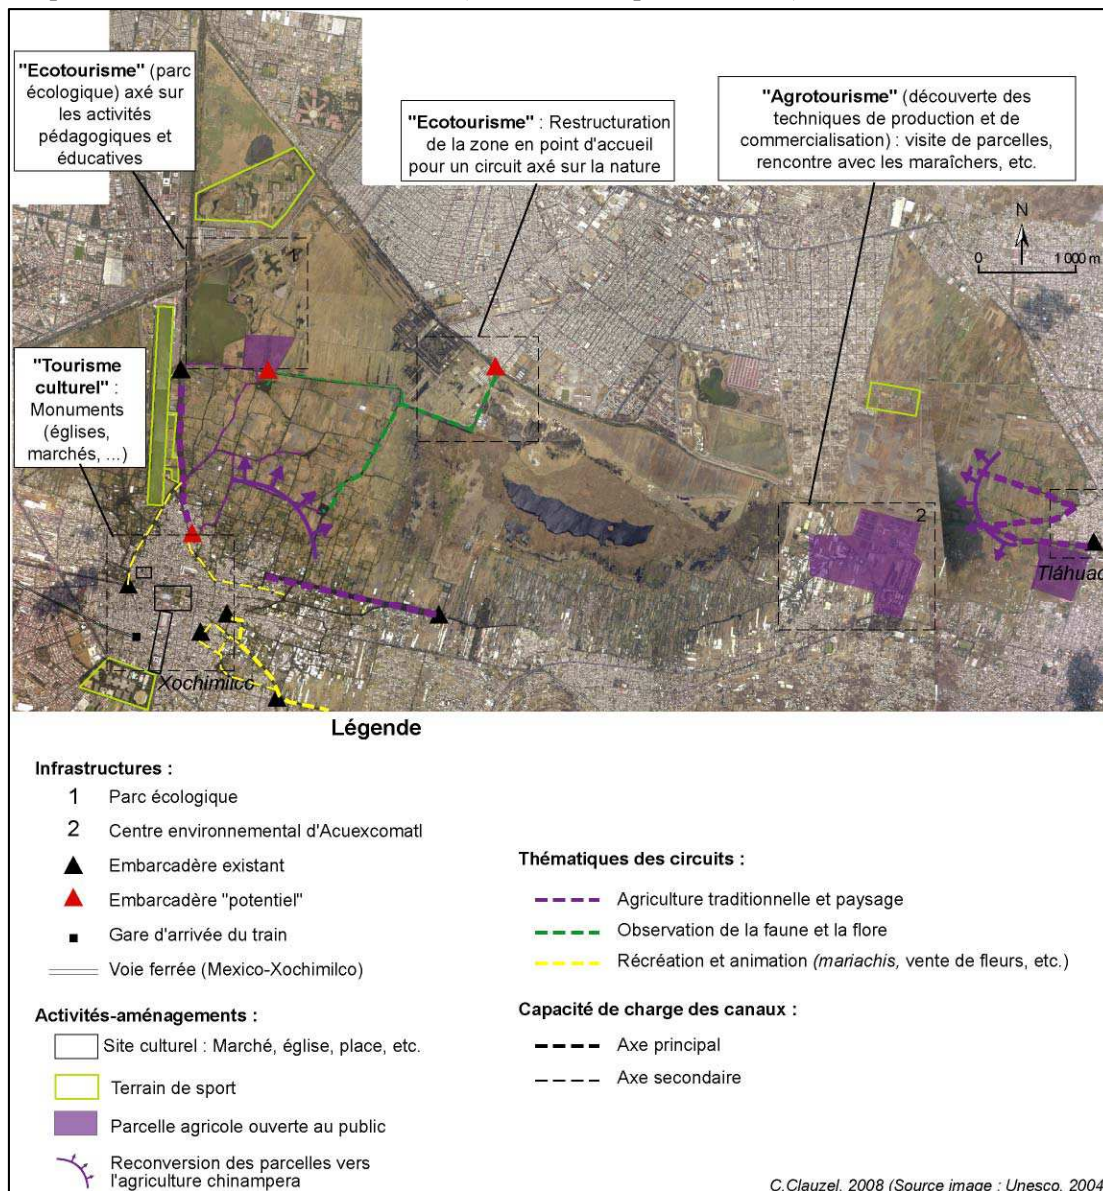 "Ecotourisme" (parc
écologique) axé sur
les activités
pédagogiques et
éducatives
"Ecotourisme" : Restructuration
de la zone en point d'accueil
pour un circuit axé sur la nature
"Agrotourisme" (découverte des
techniques de production et de
commercialisation) : visite de parcelles,
rencontre avec les maraîchers, etc.
N
0 1 000 m
1
"Tourisme
culturel" :
Monuments
(églises,
marchés, ...)
2
Tláhuac
Xochimilco
Légende
Infrastructures :
1 Parc écologique
2 Centre environnemental d'Acuexcomatl
Embarcadère existant
Embarcadère "potentiel"
Gare d'arrivée du train
Voie ferrée (Mexico-Xochimilco)
Activités-aménagements :
Site culturel : Marché, église, place, etc.
Terrain de sport
Parcelle agricole ouverte au public
Reconversion des parcelles vers
l'agriculture chinampera
Thématiques des circuits :
Agriculture traditionnelle et paysage
Observation de la faune et la flore
Récréation et animation (mariachis, vente de fleurs, etc.)
Capacité de charge des canaux :
Axe principal
Axe secondaire
C.Clauzel, 2008 (Source image : Unesco, 2004